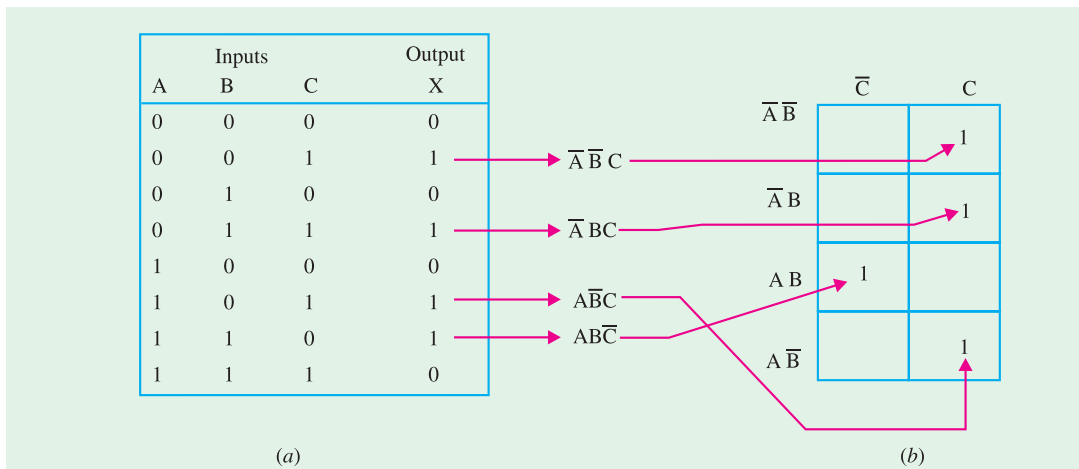 Inputs Output
A B C X
0 0 0 0
0 0 1 1
0 1 0 0
0 1 1 1
1 0 0 0
1 0 1 1
1 1 0 1
1 1 1 0
A̅ B̅ C
A̅ BC
AB̅C
ABC̅
C̅ C
A̅ B̅
1
A̅ B
1
A B
1
A B̅
1
(a) (b)